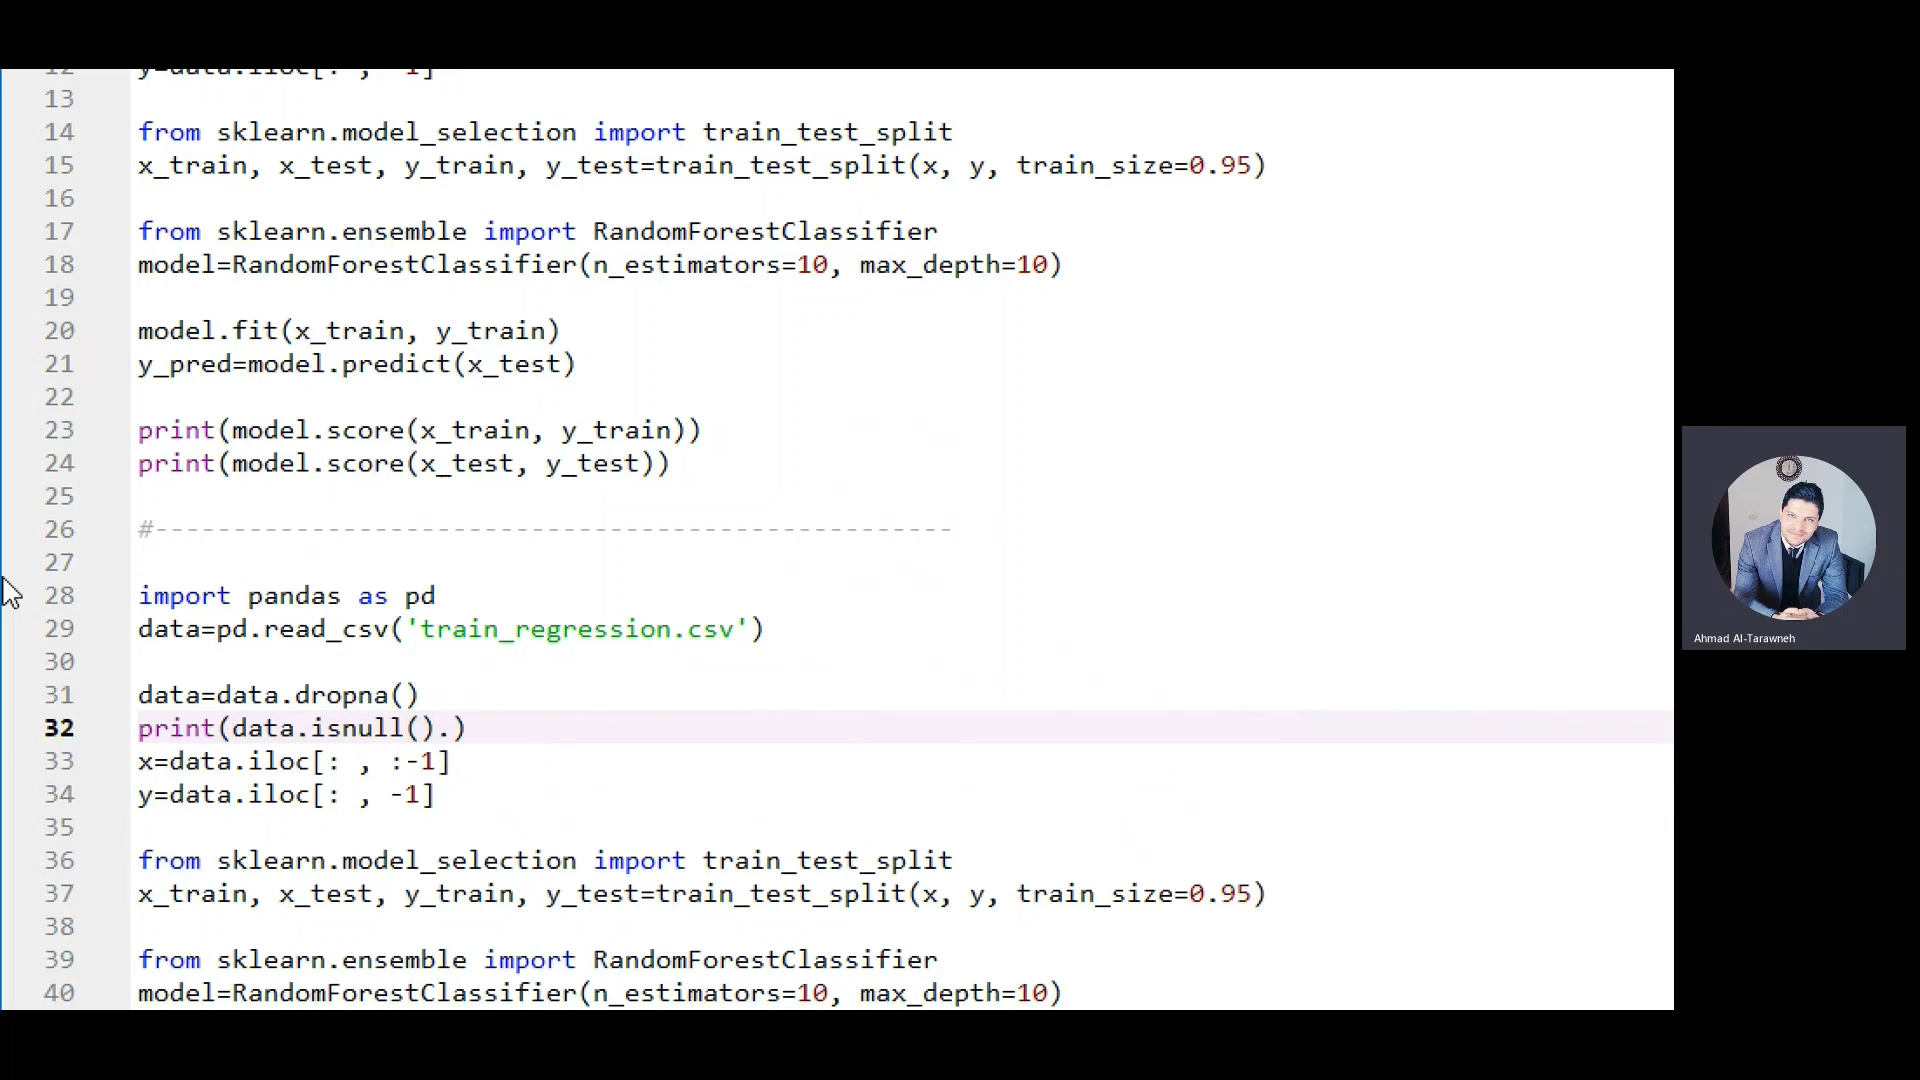 12 y=data.iloc[: , -1]
13
14 from sklearn.model_selection import train_test_split
15 x_train, x_test, y_train, y_test=train_test_split(x, y, train_size=0.95)
16
17 from sklearn.ensemble import RandomForestClassifier
18 model=RandomForestClassifier(n_estimators=10, max_depth=10)
19
20 model.fit(x_train, y_train)
21 y_pred=model.predict(x_test)
22
23 print(model.score(x_train, y_train))
24 print(model.score(x_test, y_test))
25
26 #---------------------------------------------------
27
28 import pandas as pd
29 data=pd.read_csv('train_regression.csv')
30
31 data=data.dropna()
32 print(data.isnull().)
33 x=data.iloc[: , :-1]
34 y=data.iloc[: , -1]
35
36 from sklearn.model_selection import train_test_split
37 x_train, x_test, y_train, y_test=train_test_split(x, y, train_size=0.95)
38
39 from sklearn.ensemble import RandomForestClassifier
40 model=RandomForestClassifier(n_estimators=10, max_depth=10)
Ahmad Al-Tarawneh